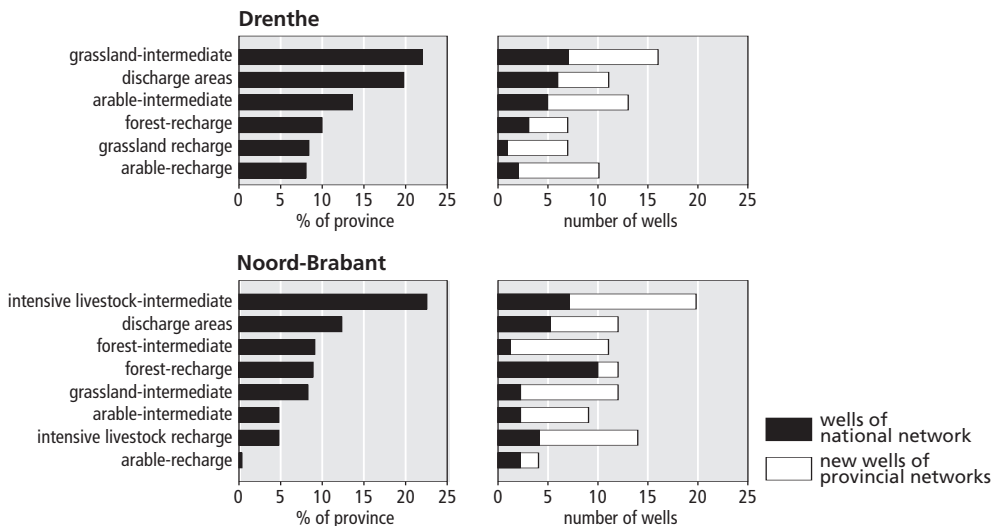 Drenthe
grassland-intermediate
discharge areas
arable-intermediate
forest-recharge
grassland recharge
arable-recharge
0 5 10 15 20 25
% of province
0 5 10 15 20 25
number of wells
Noord-Brabant
intensive livestock-intermediate
discharge areas
forest-intermediate
forest-recharge
grassland-intermediate
arable-intermediate
intensive livestock recharge
arable-recharge
0 5 10 15 20 25
% of province
0 5 10 15 20 25
number of wells
wells of
national network
new wells of
provincial networks